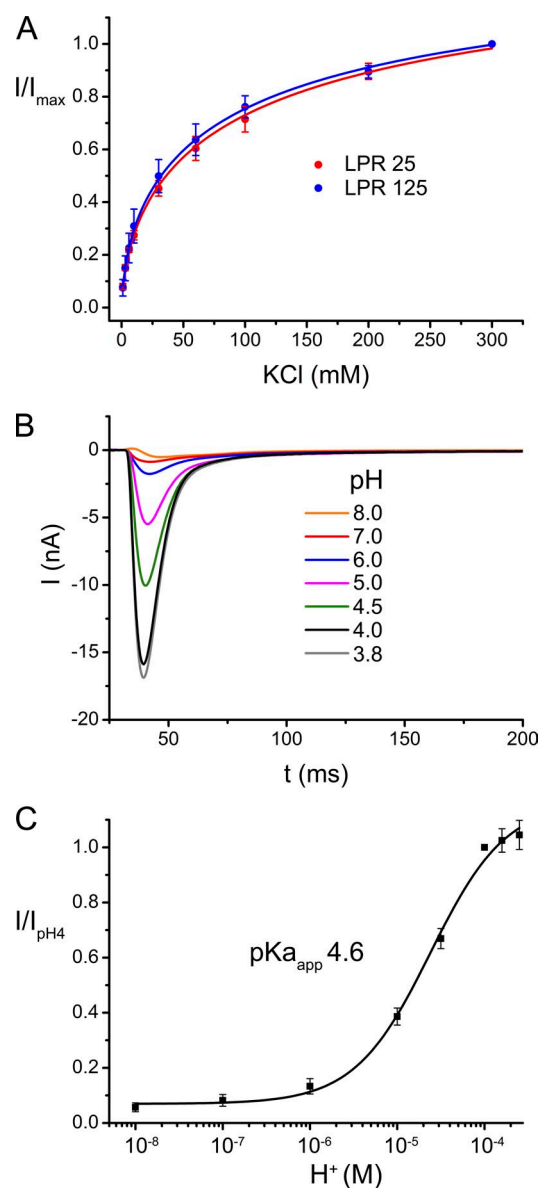 A
I/Imax
1.0
0.8
0.6
0.4
0.2
0.0
LPR 25
LPR 125
0 50 100 150 200 250 300
KCl (mM)
B
I (nA)
0
-5
-10
-15
-20
pH
8.0
7.0
6.0
5.0
4.5
4.0
3.8
50 100 150 200
t (ms)
C
I/IpH4
1.0
0.8
0.6
0.4
0.2
0.0
pKaapp 4.6
10⁻⁸ 10⁻⁷ 10⁻⁶ 10⁻⁵ 10⁻⁴
H⁺ (M)